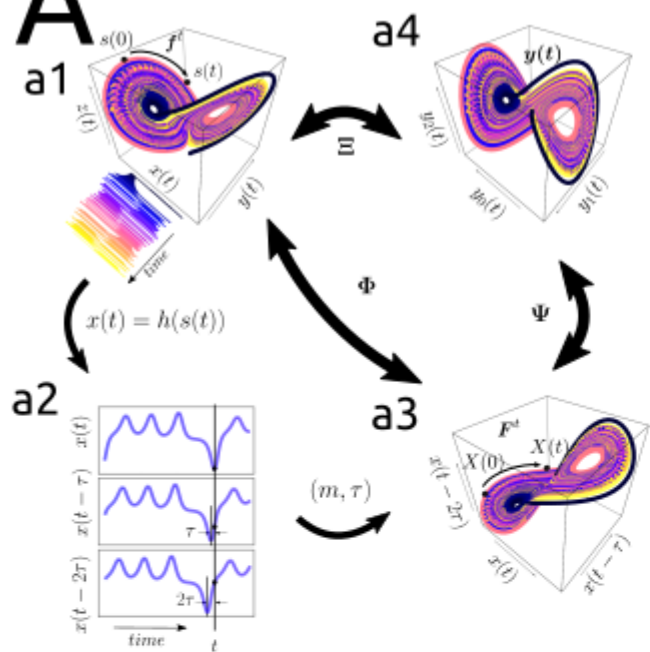 A
a1
s(0)
f^t
s(t)
z(t)
x(t)
y(t)
time
Ξ
a4
y(t)
y_2(t)
y_0(t)
y_1(t)
x(t) = h(s(t))
Φ
Ψ
a2
x(t)
x(t − τ)
τ
x(t − 2τ)
2τ
time
t
(m, τ)
a3
F^t
X(0)
X(t)
x(t − 2τ)
x(t)
x(t − τ)